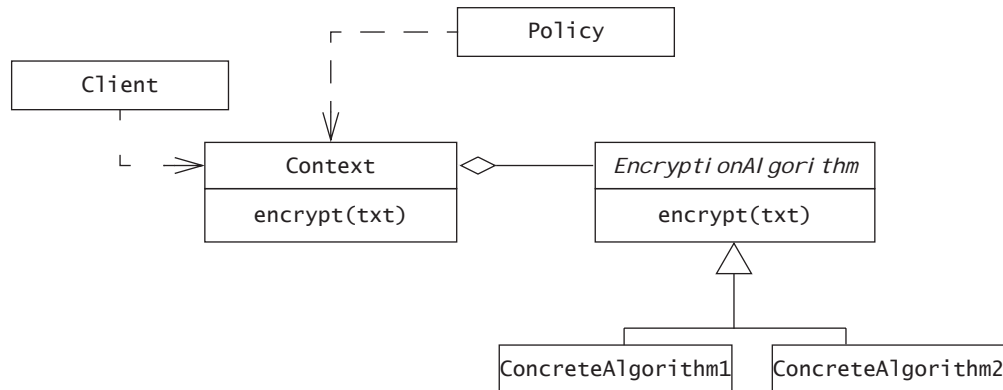 Policy
Client
Context
EncryptionAlgorithm
encrypt(txt)
encrypt(txt)
ConcreteAlgorithm1
ConcreteAlgorithm2